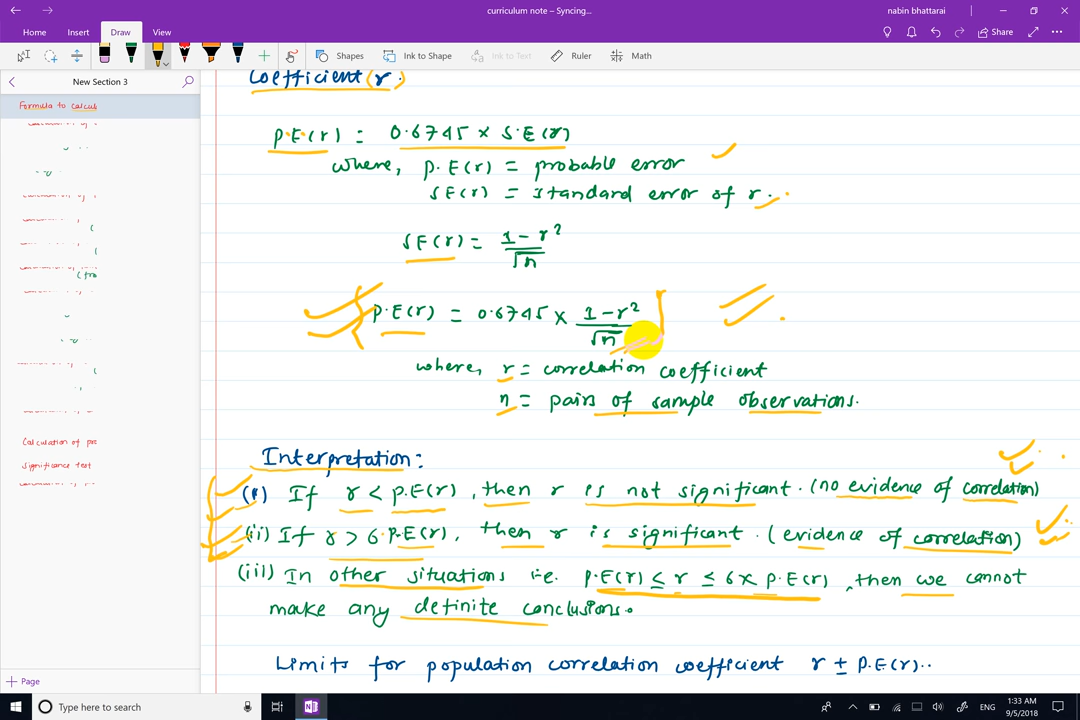 curriculum note – Syncing...
nabin bhattarai
Home Insert Draw View
Share
Shapes Ink to Shape Ink to Text Ruler Math
New Section 3
Formula to calcul
(
(
(fro
(
Calculation of pr
Significance test
Page
Coefficient (r)
P.E(r) = 0.6745 × S.E(r)
where, P.E(r) = probable error
SE(r) = standard error of r.
SE(r) = 1 - r² / √n
P.E(r) = 0.6745 × 1 - r² / √n
where, r = correlation coefficient
n = pairs of sample observations.
Interpretation:
(i) If r < P.E(r), then r is not significant. (no evidence of correlation)
(ii) If r > 6 P.E(r), then r is significant. (evidence of correlation)
(iii) In other situations i.e. P.E(r) ≤ r ≤ 6 × P.E(r), then we cannot
make any definite conclusions.
Limits for population correlation coefficient r ± P.E(r)..
Type here to search
ENG
1:33 AM
9/5/2018